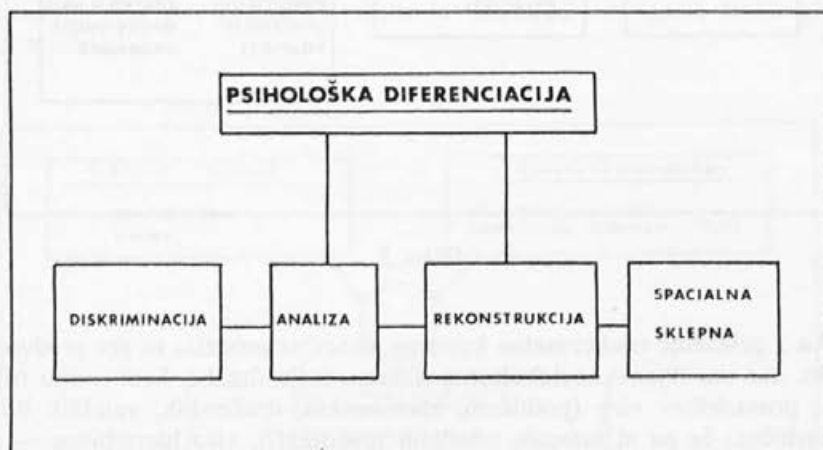 PSIHOLOŠKA DIFERENCIACIJA
DISKRIMINACIJA
ANALIZA
REKONSTRUKCIJA
SPACIALNA
SKLEPNA